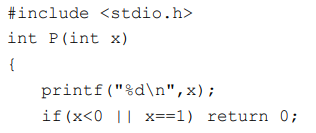 #include <stdio.h>
int P(int x)
{
    printf("%d\n",x);
    if(x<0 || x==1) return 0;